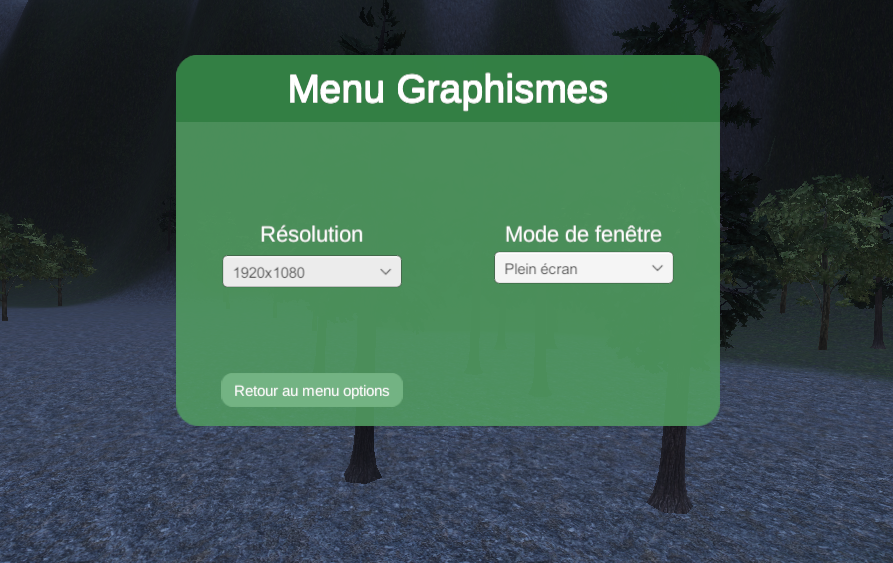 Menu Graphismes
Résolution
Mode de fenêtre
1920x1080
Plein écran
Retour au menu options